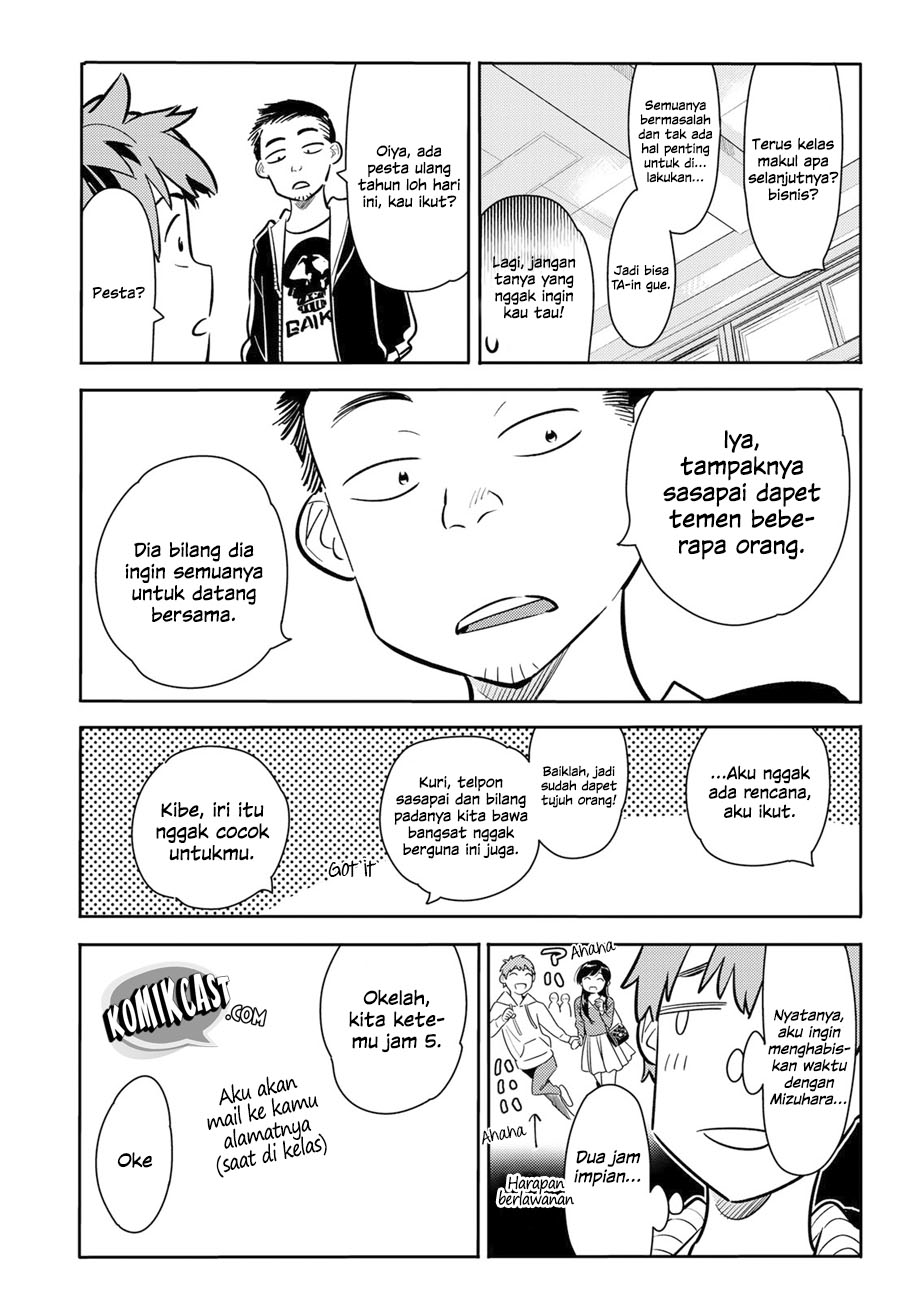 Terus kelas
makul apa
selanjutnya?
bisnis?
Semuanya
bermasalah
dan tak ada
hal penting
untuk di...
lakukan...
Jadi bisa
TA-in gue.
Lagi, jangan
tanya yang
nggak ingin
kau tau!
Oiya, ada
pesta ulang
tahun loh hari
ini, kau ikut?
GAIK
Pesta?
Iya,
tampaknya
sasapai dapet
temen bebe-
rapa orang.
Dia bilang dia
ingin semuanya
untuk datang
bersama.
...Aku nggak
ada rencana,
aku ikut.
Baiklah, jadi
sudah dapet
tujuh orang!
Kuri, telpon
sasapai dan bilang
padanya kita bawa
bangsat nggak
berguna ini juga.
Got it
Kibe, iri itu
nggak cocok
untukmu.
Nyatanya,
aku ingin
menghabis-
kan waktu
dengan
Mizuhara...
Dua jam
impian...
Ahaha
Ahaha
Harapan
berlawanan
Okelah,
kita kete-
mu jam 5.
Aku akan
mail ke kamu
alamatnya
(saat di kelas)
Oke
KOMIKCAST
.COM